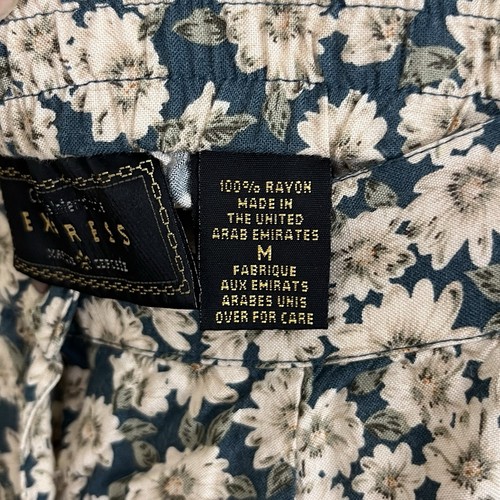 EXPRESS
100% RAYON
MADE IN
THE UNITED
ARAB EMIRATES
M
FABRIQUE
AUX EMIRATS
ARABES UNIS
OVER FOR CARE